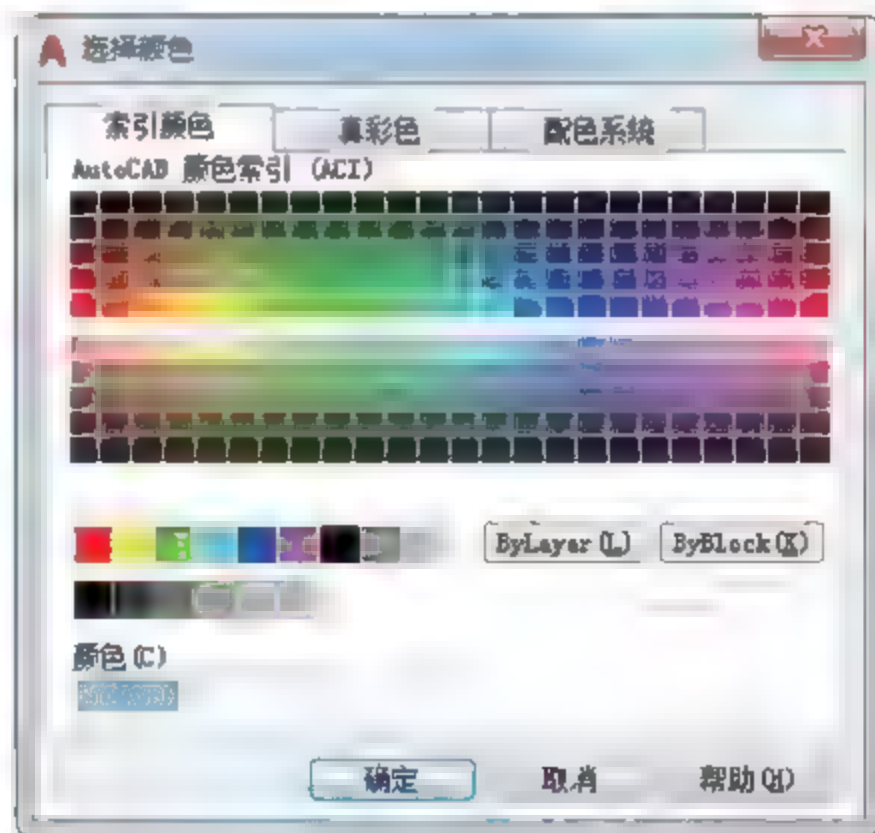 选择颜色
索引颜色 真彩色 配色系统
AutoCAD 颜色索引 (ACI)
ByLayer(L) ByBlock(K)
颜色(C)
确定 取消 帮助(H)